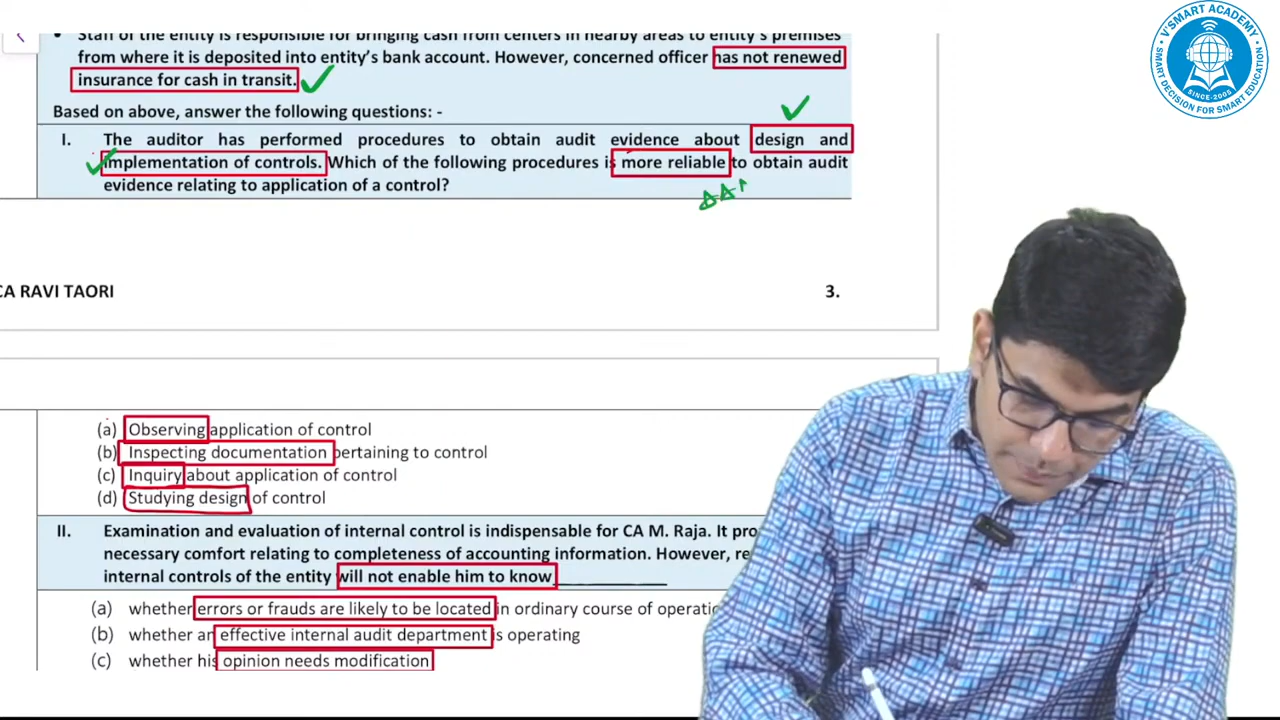 Staff of the entity is responsible for bringing cash from centers in nearby areas to entity's premises
from where it is deposited into entity's bank account. However, concerned officer has not renewed
insurance for cash in transit.
Based on above, answer the following questions: -
I. The auditor has performed procedures to obtain audit evidence about design and
implementation of controls. Which of the following procedures is more reliable to obtain audit
evidence relating to application of a control?
CA RAVI TAORI 3.
(a) Observing application of control
(b) Inspecting documentation pertaining to control
(c) Inquiry about application of control
(d) Studying design of control
II. Examination and evaluation of internal control is indispensable for CA M. Raja. It
necessary comfort relating to completeness of accounting information. However,
internal controls of the entity will not enable him to know
(a) whether errors or frauds are likely to be located in ordinary course of
(b) whether an effective internal audit department is operating
(c) whether his opinion needs modification
V'SMART ACADEMY
SINCE-2005
SMART DECISION FOR SMART EDUCATION